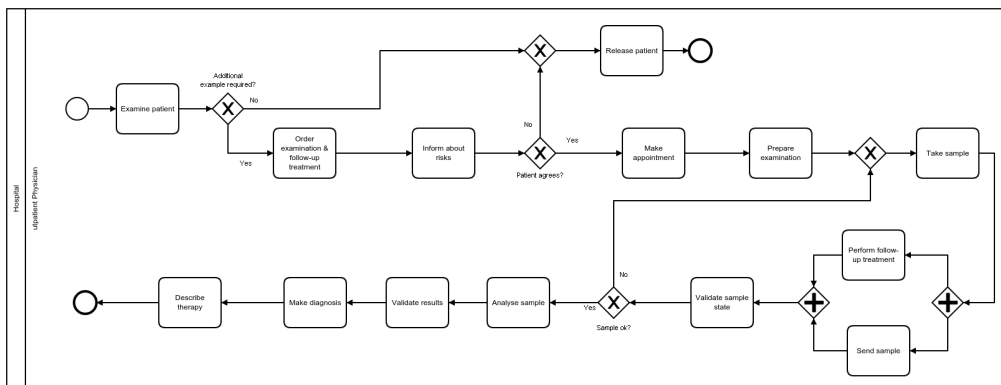 Hospital
utpatient Physician
Examine patient
Additional
example required?
No
Yes
Order
examination &
follow-up
treatment
Inform about
risks
No
Yes
Patient agrees?
Release patient
Make
appointment
Prepare
examination
Take sample
Perform follow-
up treatment
Send sample
Validate sample
state
No
Yes
Sample ok?
Analyse sample
Validate results
Make diagnosis
Describe
therapy